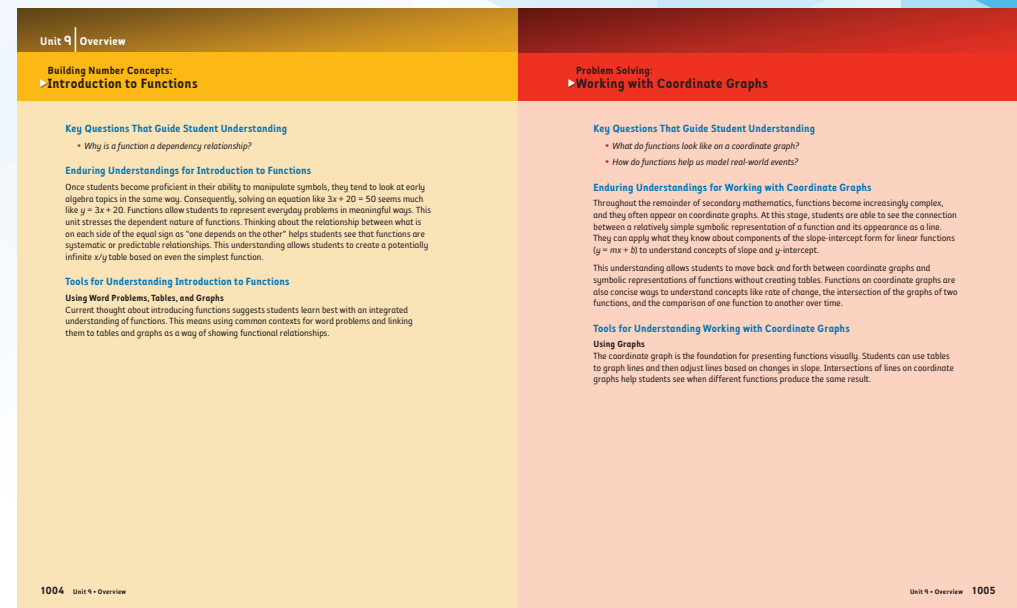 Unit 9 Overview
Building Number Concepts:
Introduction to Functions
Key Questions That Guide Student Understanding
• Why is a function a dependency relationship?
Enduring Understandings for Introduction to Functions
Once students become proficient in their ability to manipulate symbols, they tend to look at early
algebra topics in the same way. Consequently, solving an equation like 3x + 20 = 50 seems much
like y = 3x + 20. Functions allow students to represent everyday problems in meaningful ways. This
unit stresses the dependent nature of functions. Thinking about the relationship between what is
on each side of the equal sign as “one depends on the other” helps students see that functions are
systematic or predictable relationships. This understanding allows students to create a potentially
infinite x/y table based on even the simplest function.
Tools for Understanding Introduction to Functions
Using Word Problems, Tables, and Graphs
Current thought about introducing functions suggests students learn best with an integrated
understanding of functions. This means using common contexts for word problems and linking
them to tables and graphs as a way of showing functional relationships.
1004 Unit 9 • Overview
Problem Solving:
Working with Coordinate Graphs
Key Questions That Guide Student Understanding
• What do functions look like on a coordinate graph?
• How do functions help us model real-world events?
Enduring Understandings for Working with Coordinate Graphs
Throughout the remainder of secondary mathematics, functions become increasingly complex,
and they often appear on coordinate graphs. At this stage, students are able to see the connection
between a relatively simple symbolic representation of a function and its appearance as a line.
They can apply what they know about components of the slope-intercept form for linear functions
(y = mx + b) to understand concepts of slope and y-intercept.
This understanding allows students to move back and forth between coordinate graphs and
symbolic representations of functions without creating tables. Functions on coordinate graphs are
also concise ways to understand concepts like rate of change, the intersection of the graphs of two
functions, and the comparison of one function to another over time.
Tools for Understanding Working with Coordinate Graphs
Using Graphs
The coordinate graph is the foundation for presenting functions visually. Students can use tables
to graph lines and then adjust lines based on changes in slope. Intersections of lines on coordinate
graphs help students see when different functions produce the same result.
Unit 9 • Overview 1005